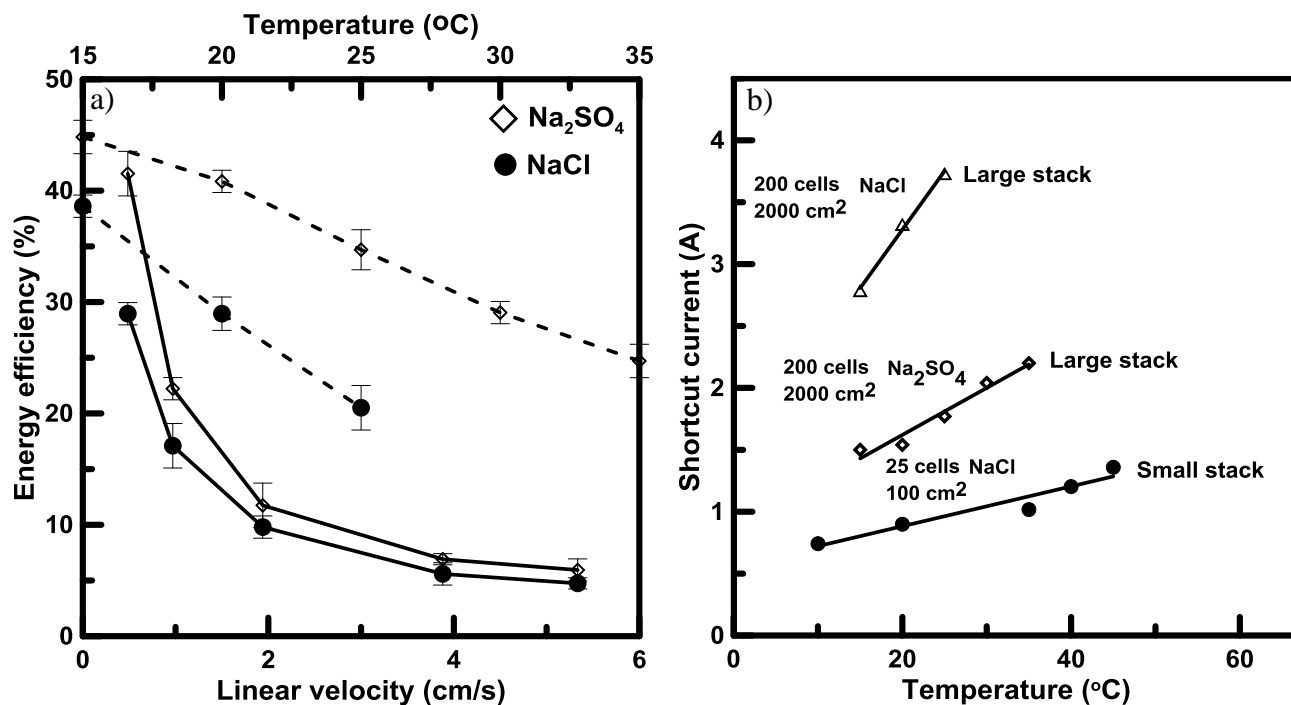 Temperature (oC)
15 20 25 30 35
50
40
30
20
10
0
Energy efficiency (%)
a)
Na2SO4
NaCl
0 2 4 6
Linear velocity (cm/s)
b)
4
3
2
1
0
Shortcut current (A)
200 cells NaCl
2000 cm2
Large stack
200 cells Na2SO4
2000 cm2
Large stack
25 cells NaCl
100 cm2
Small stack
0 20 40 60
Temperature (oC)